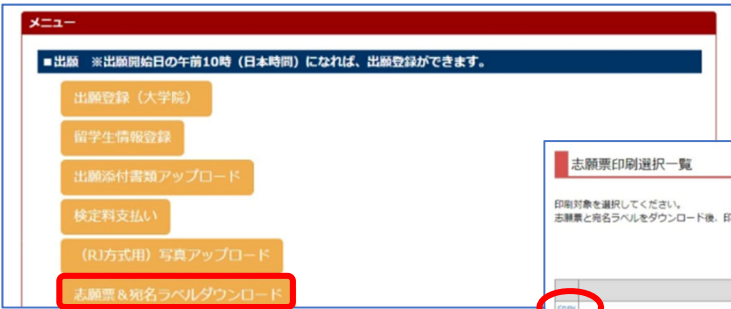 メニュー
■出願 ※出願開始日の午前10時（日本時間）になれば、出願登録ができます。
出願登録（大学院）
留学生情報登録
出願添付書類アップロード
検定料支払い
（RJ方式用）写真アップロード
志願票＆宛名ラベルダウンロード
志願票印刷選択一覧
印刷対象を選択してください。
志願票と宛名ラベルをダウンロード後、印